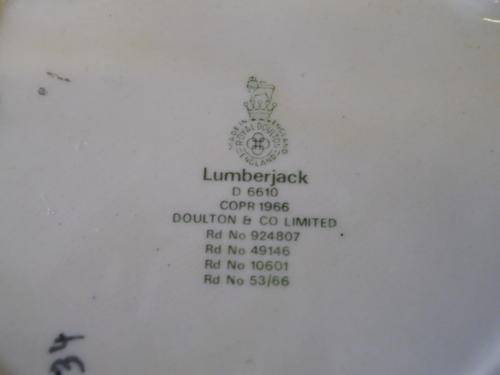 MADE IN ENGLAND
ROYAL DOULTON
ENGLAND
Lumberjack
D 6610
COPR 1966
DOULTON & CO LIMITED
Rd No 924807
Rd No 49146
Rd No 10601
Rd No 53/66
34